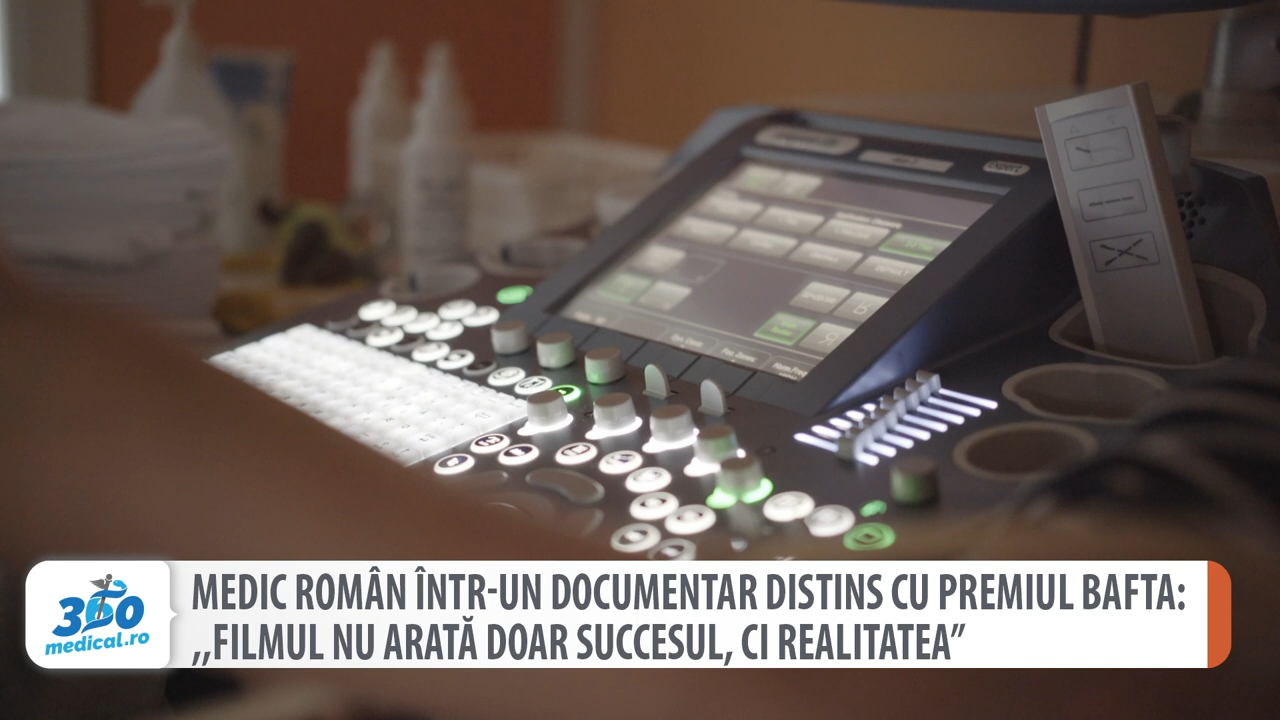 expert
360
medical.ro
MEDIC ROMÂN ÎNTR-UN DOCUMENTAR DISTINS CU PREMIUL BAFTA:
,,FILMUL NU ARATĂ DOAR SUCCESUL, CI REALITATEA”